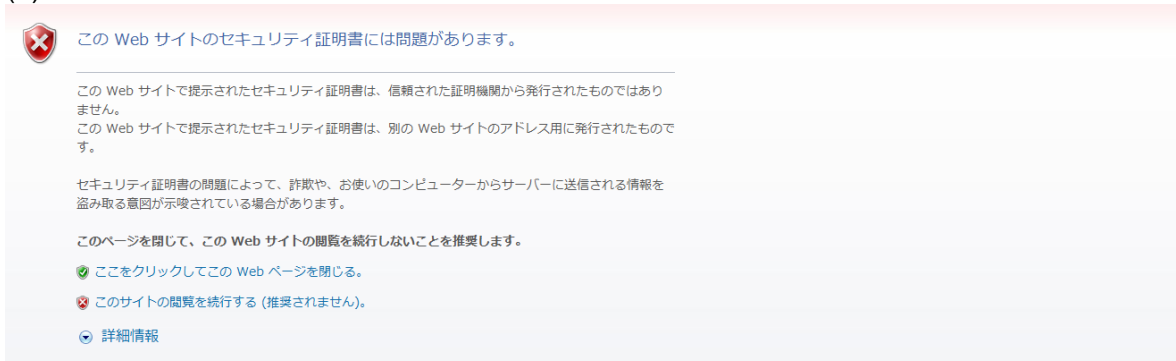 この Web サイトのセキュリティ証明書には問題があります。
この Web サイトで提示されたセキュリティ証明書は、信頼された証明機関から発行されたものではあり
ません。
この Web サイトで提示されたセキュリティ証明書は、別の Web サイトのアドレス用に発行されたもので
す。
セキュリティ証明書の問題によって、詐欺や、お使いのコンピューターからサーバーに送信される情報を
盗み取る意図が示唆されている場合があります。
このページを閉じて、この Web サイトの閲覧を続行しないことを推奨します。
ここをクリックしてこの Web ページを閉じる。
このサイトの閲覧を続行する (推奨されません)。
詳細情報